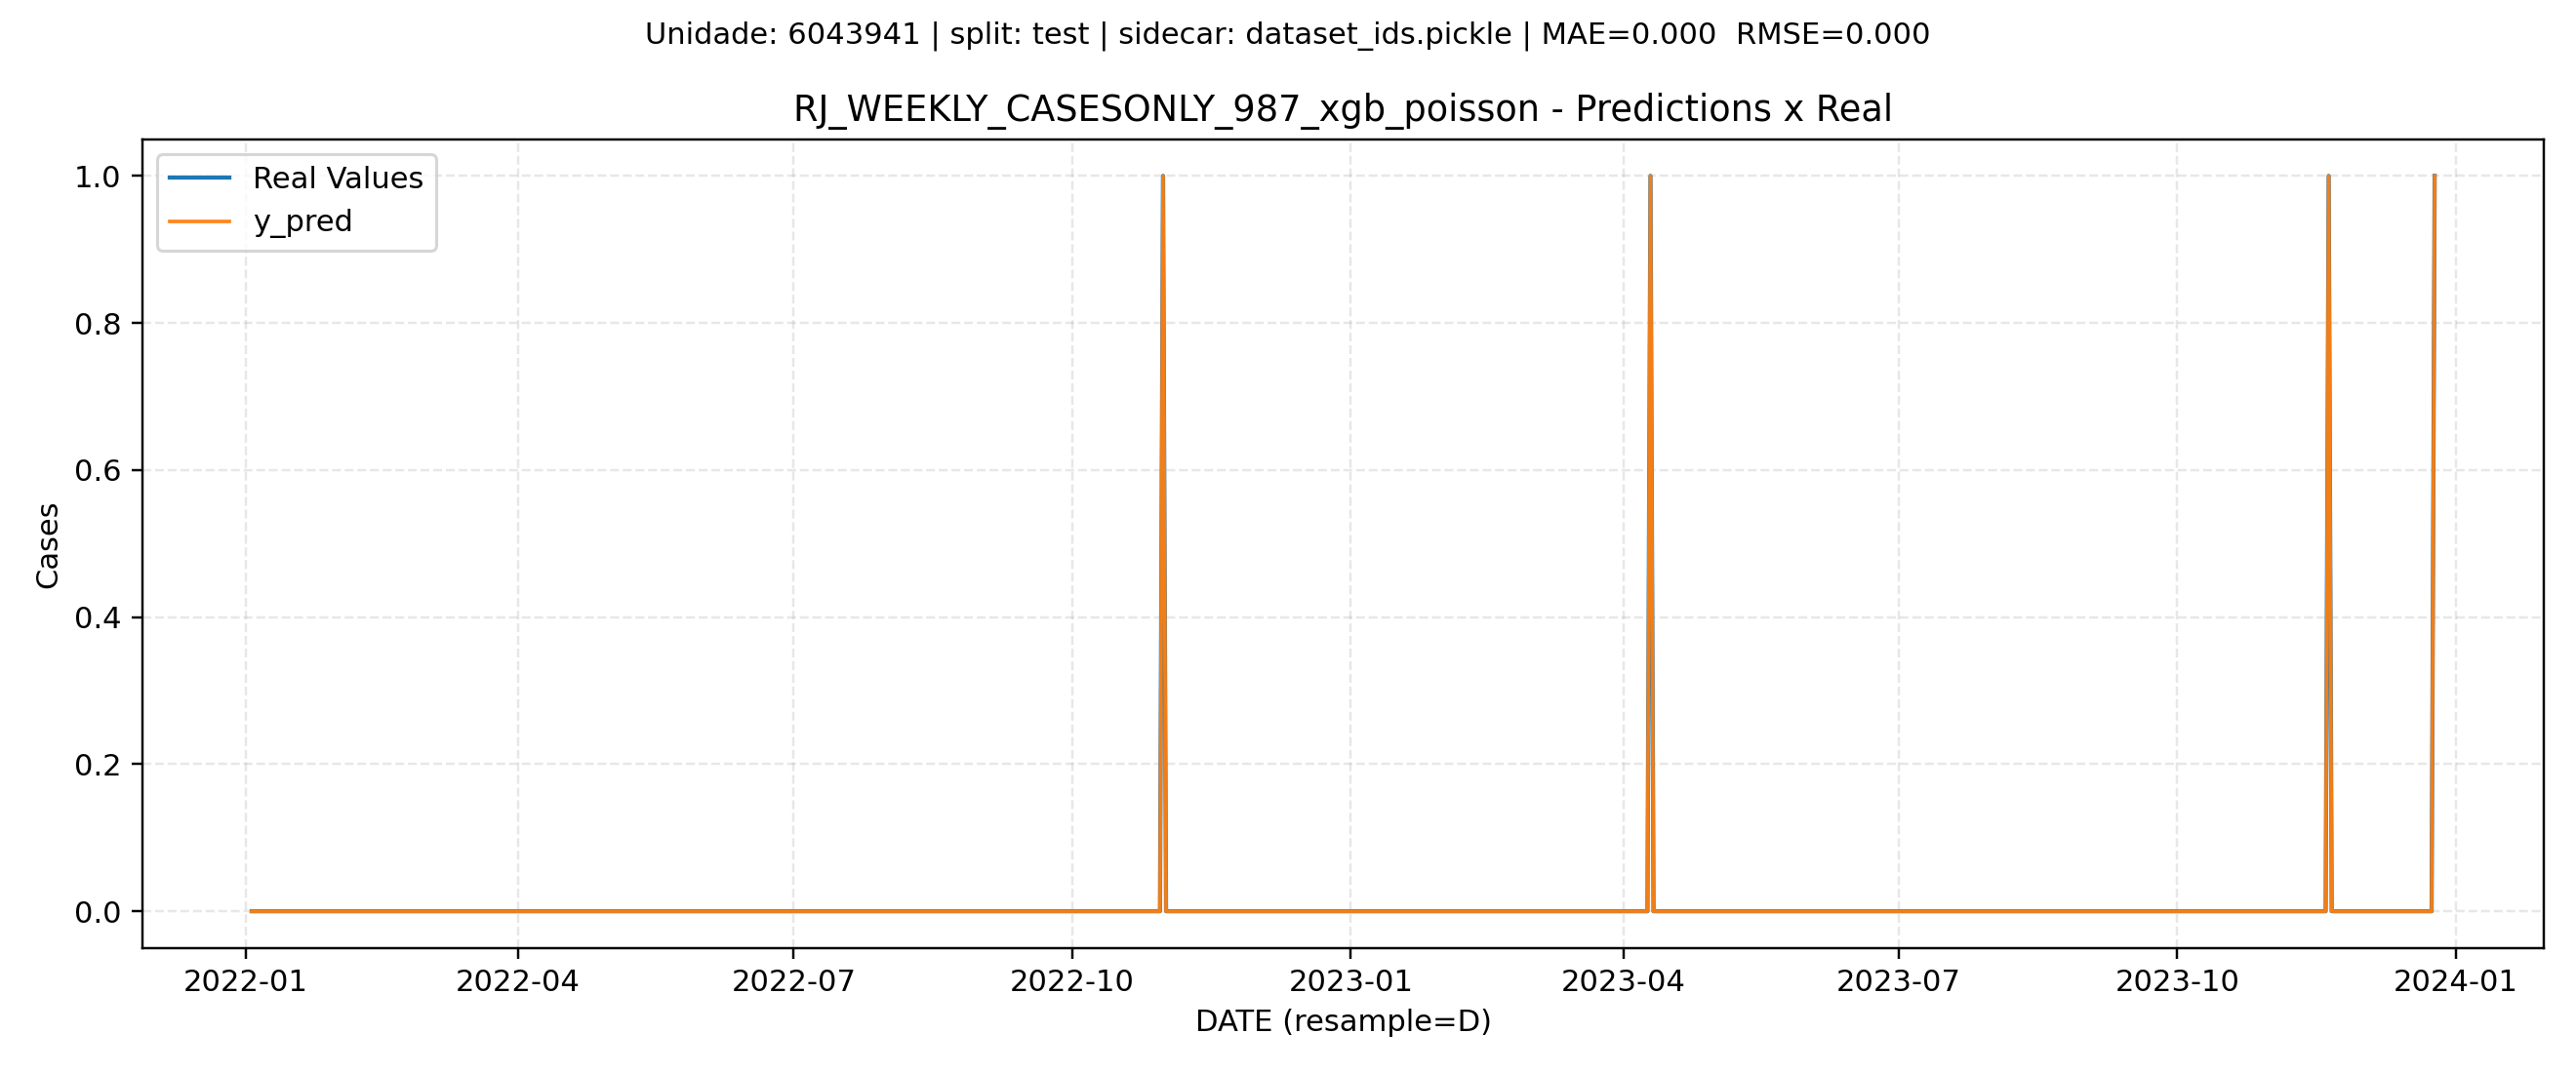 Unidade: 6043941 | split: test | sidecar: dataset_ids.pickle | MAE=0.000  RMSE=0.000
RJ_WEEKLY_CASESONLY_987_xgb_poisson - Predictions x Real
Real Values
y_pred
1.0
0.8
0.6
0.4
0.2
0.0
Cases
2022-01
2022-04
2022-07
2022-10
2023-01
2023-04
2023-07
2023-10
2024-01
DATE (resample=D)